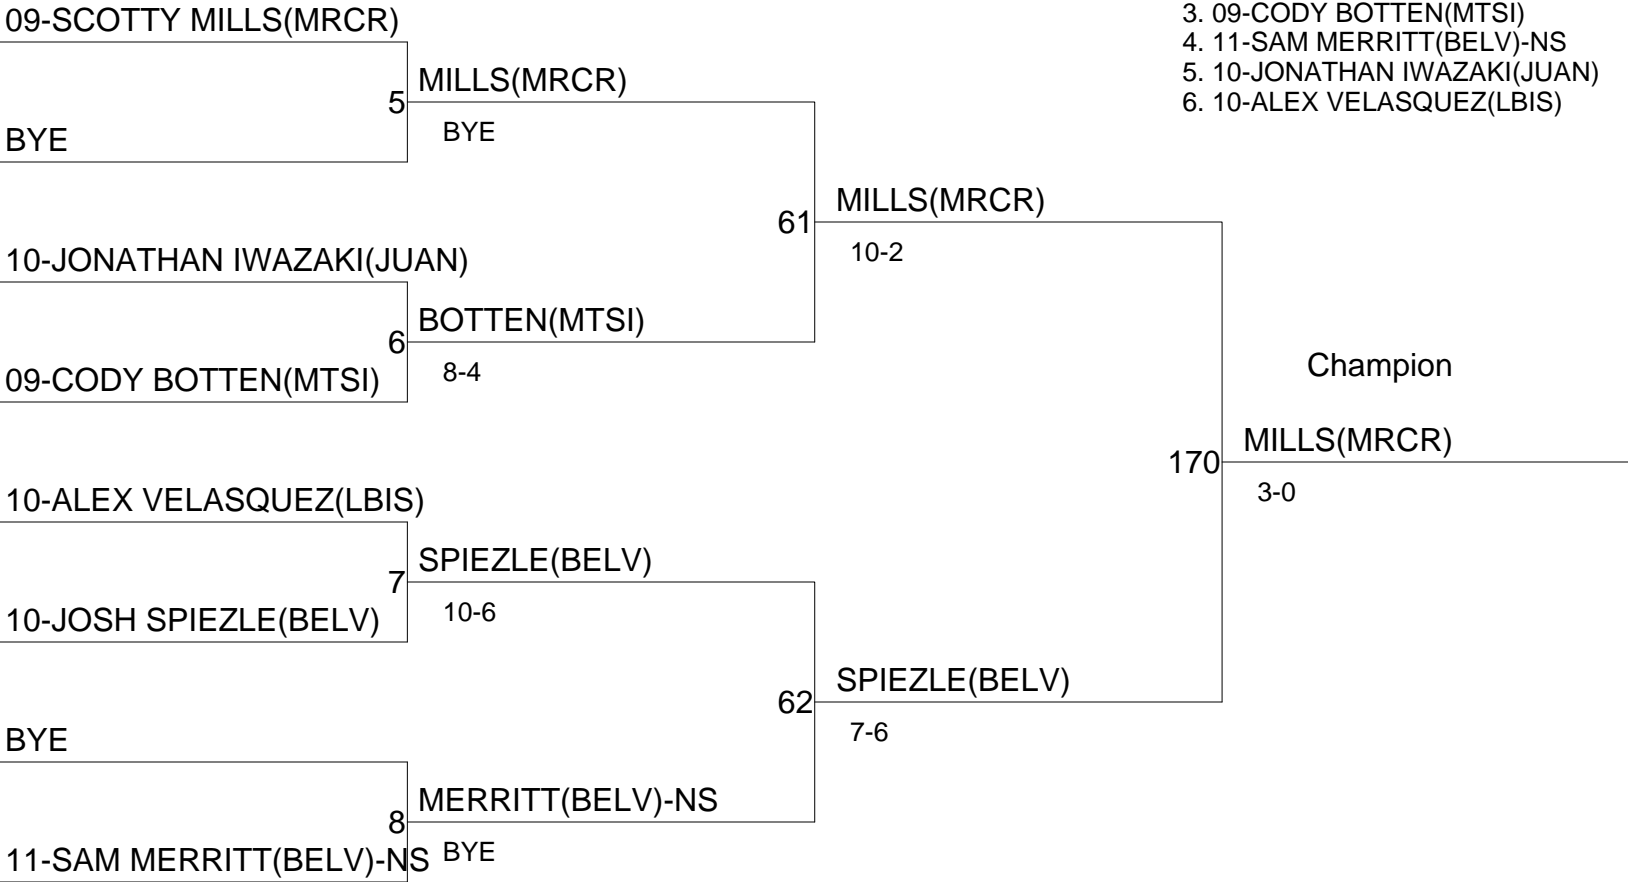 09-SCOTTY MILLS(MRCR)
3. 09-CODY BOTTEN(MTSI)
4. 11-SAM MERRITT(BELV)-NS
5. 10-JONATHAN IWAZAKI(JUAN)
6. 10-ALEX VELASQUEZ(LBIS)
MILLS(MRCR)
5
BYE
BYE
MILLS(MRCR)
61
10-2
10-JONATHAN IWAZAKI(JUAN)
BOTTEN(MTSI)
6
8-4
09-CODY BOTTEN(MTSI)
Champion
MILLS(MRCR)
170
3-0
10-ALEX VELASQUEZ(LBIS)
SPIEZLE(BELV)
7
10-6
10-JOSH SPIEZLE(BELV)
SPIEZLE(BELV)
62
7-6
BYE
MERRITT(BELV)-NS
8
BYE
11-SAM MERRITT(BELV)-NS